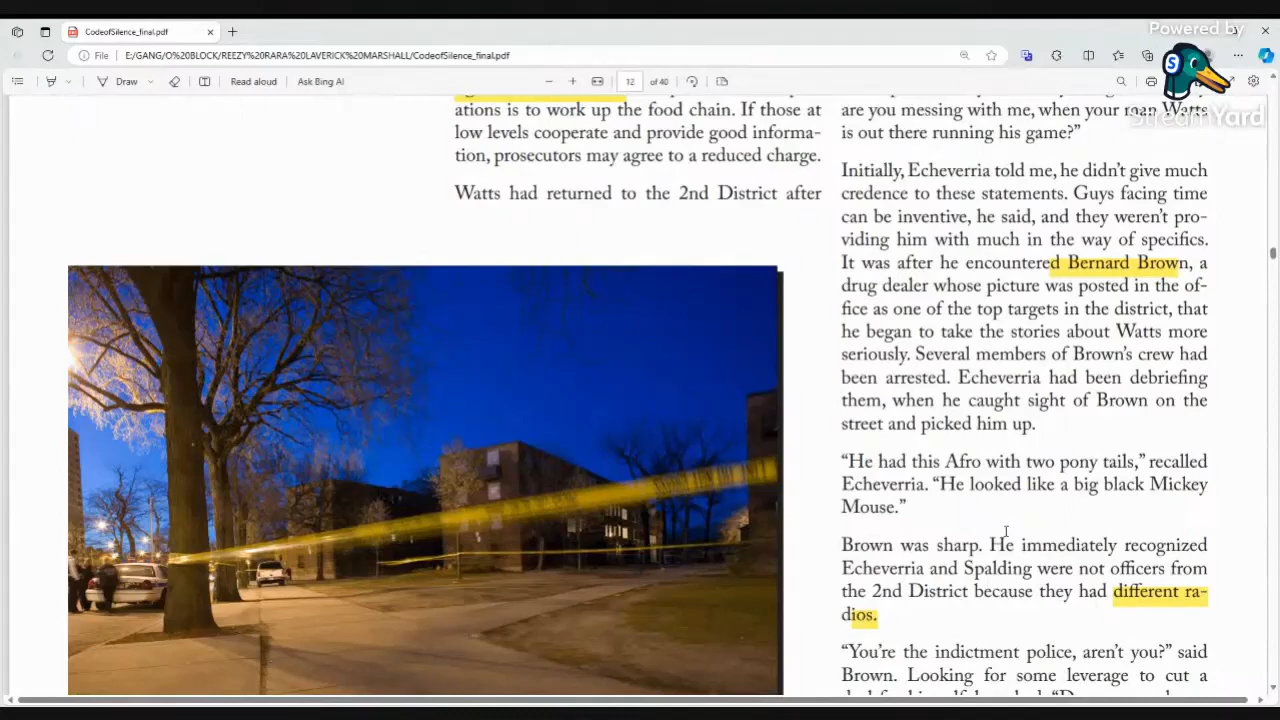 CodeofSilence_final.pdf
Powered by
File
E:/GANG/O%20BLOCK/REEZY%20RARA%20LAVERICK%20MARSHALL/CodeofSilence_final.pdf
Draw
Read aloud
Ask Bing AI
12
of 40
StreamYard
ations is to work up the food chain. If those at
low levels cooperate and provide good informa-
tion, prosecutors may agree to a reduced charge.
Watts had returned to the 2nd District after
are you messing with me, when your man Watts
is out there running his game?”
Initially, Echeverria told me, he didn’t give much
credence to these statements. Guys facing time
can be inventive, he said, and they weren’t pro-
viding him with much in the way of specifics.
It was after he encountered Bernard Brown, a
drug dealer whose picture was posted in the of-
fice as one of the top targets in the district, that
he began to take the stories about Watts more
seriously. Several members of Brown’s crew had
been arrested. Echeverria had been debriefing
them, when he caught sight of Brown on the
street and picked him up.
“He had this Afro with two pony tails,” recalled
Echeverria. “He looked like a big black Mickey
Mouse.”
Brown was sharp. He immediately recognized
Echeverria and Spalding were not officers from
the 2nd District because they had different ra-
dios.
“You’re the indictment police, aren’t you?” said
Brown. Looking for some leverage to cut a